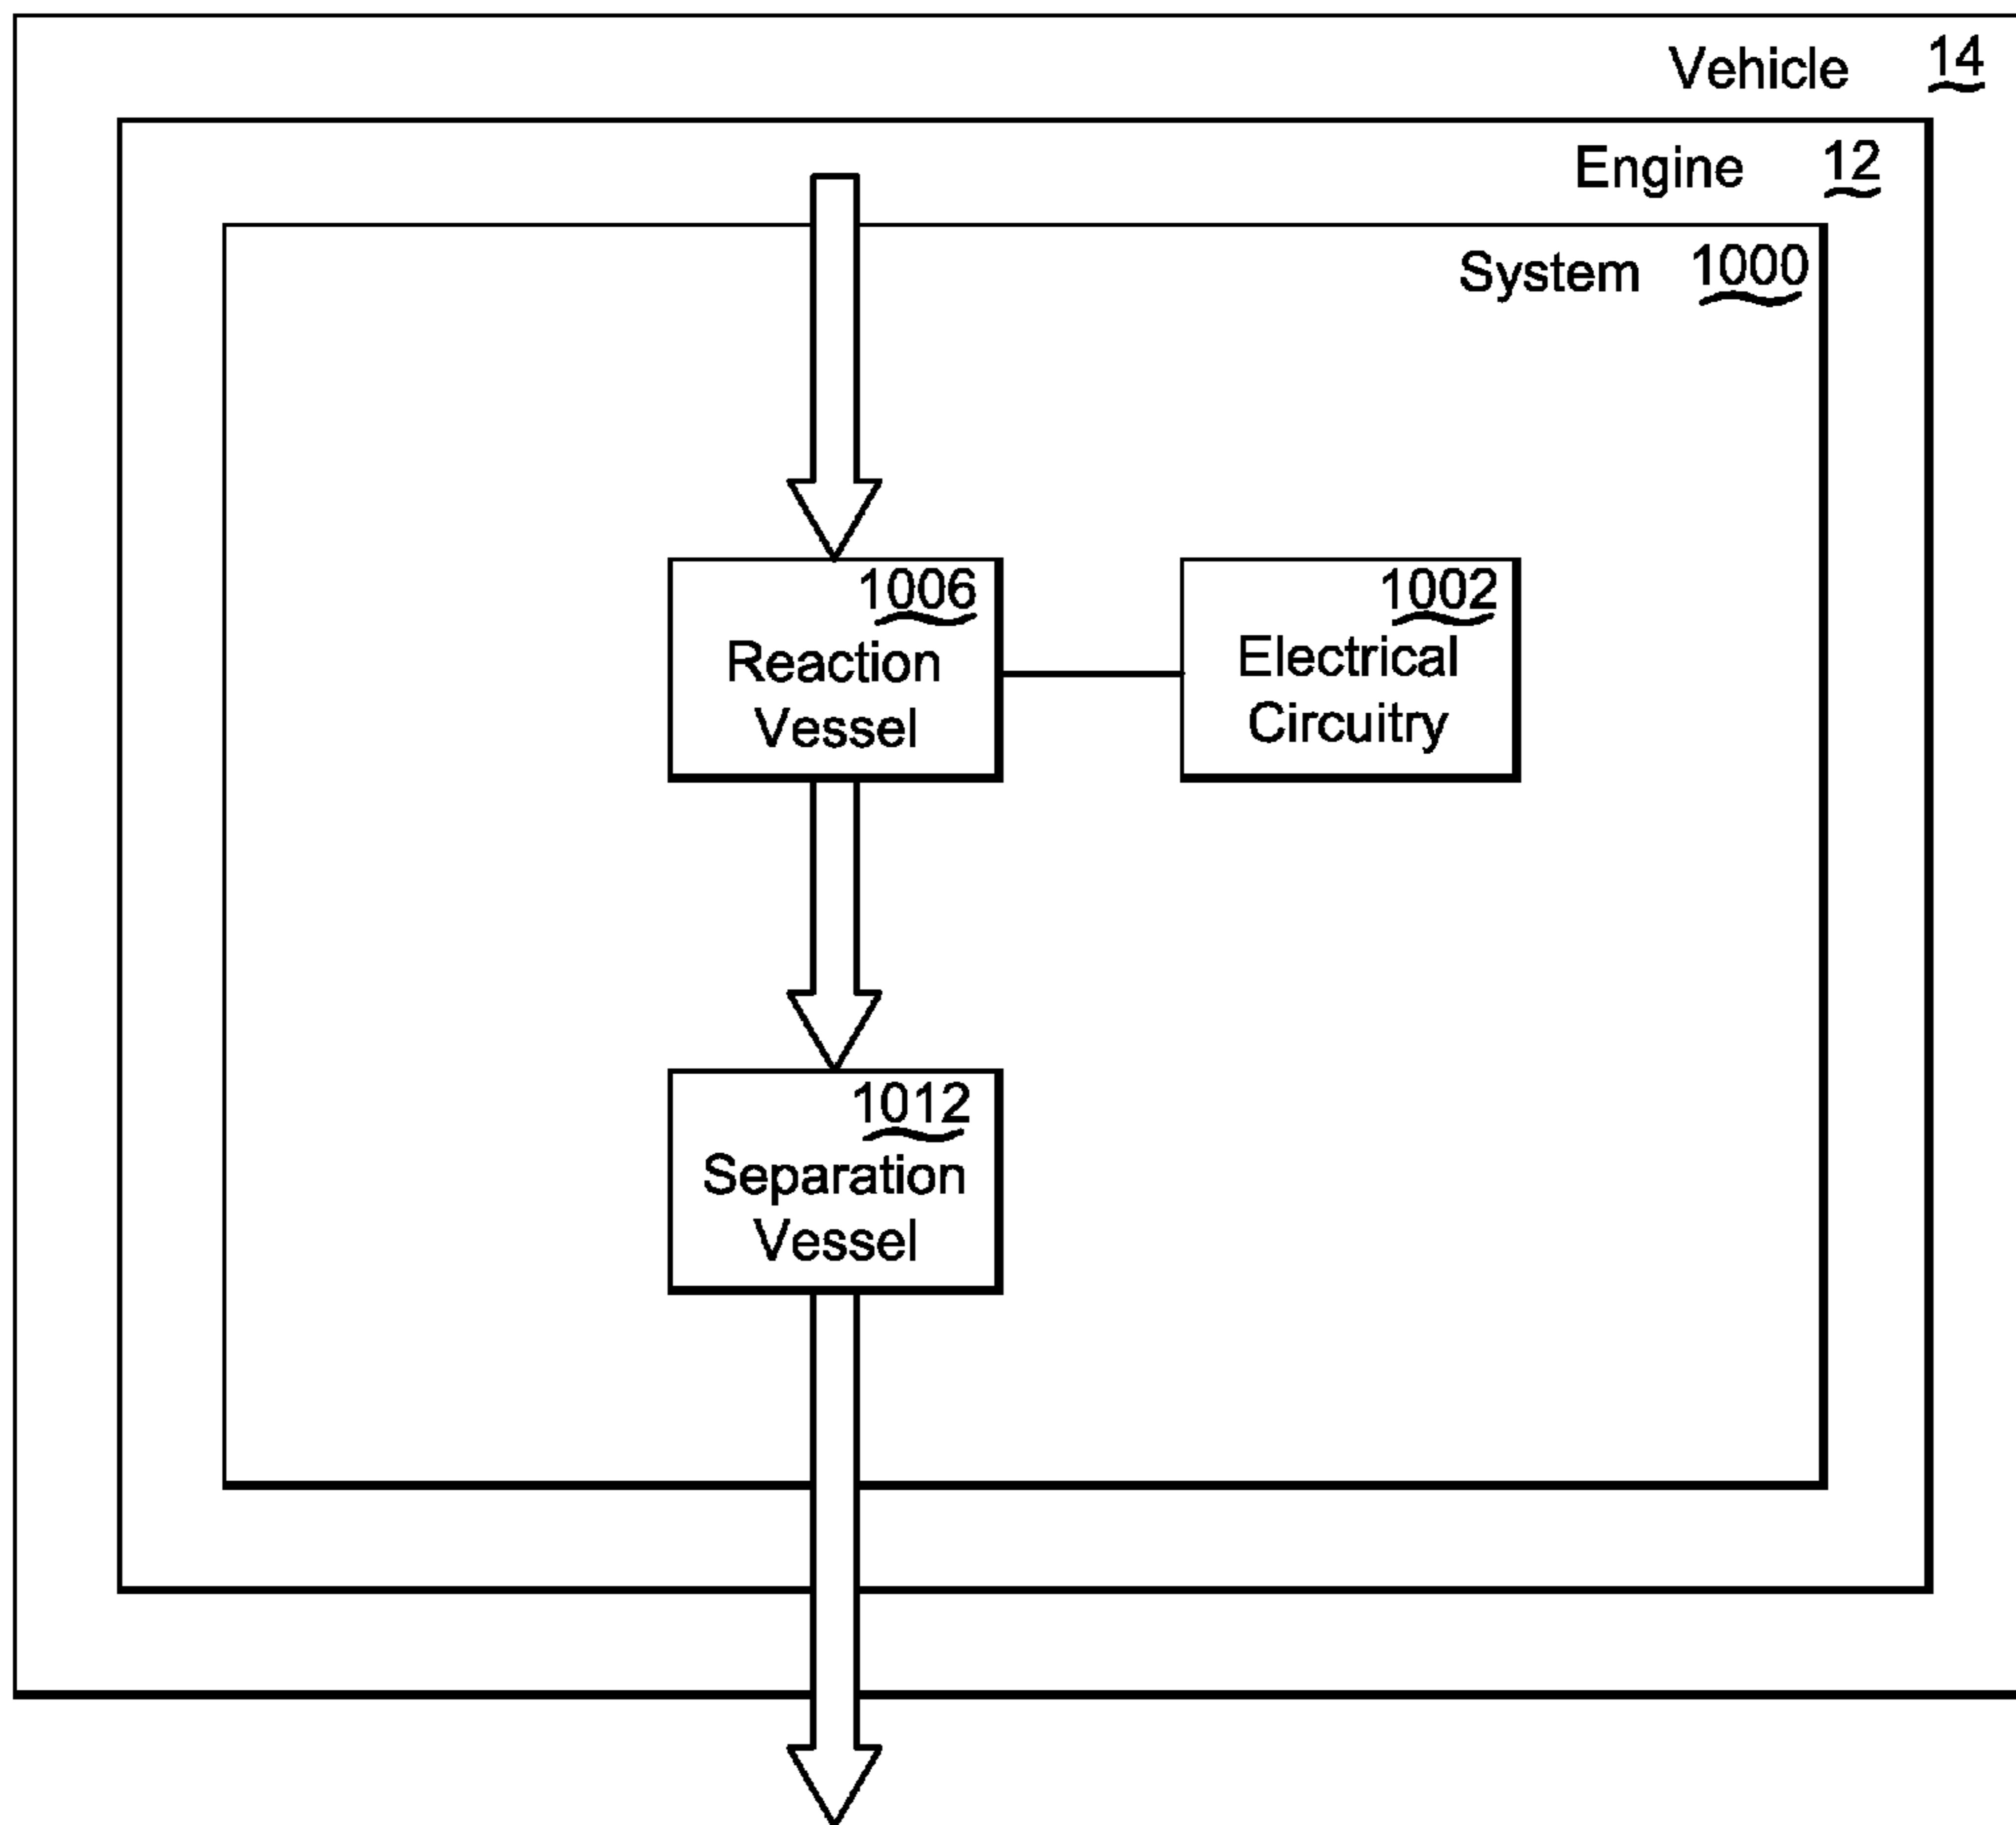 Vehicle 14
Engine 12
System 1000
1006
Reaction
Vessel
1002
Electrical
Circuitry
1012
Separation
Vessel